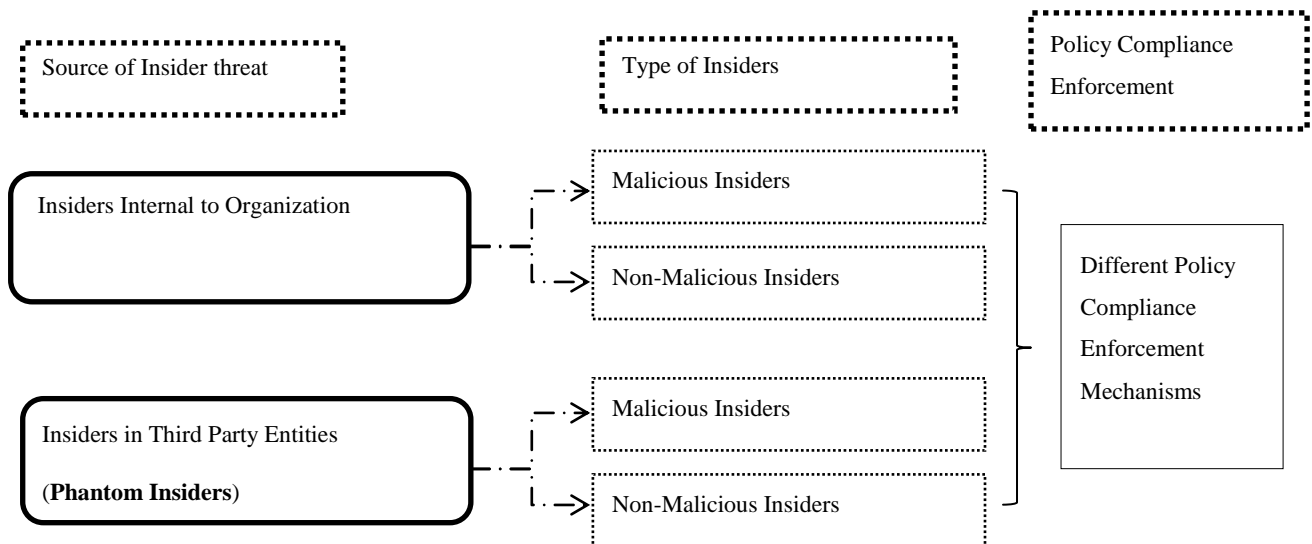 Source of Insider threat
Type of Insiders
Policy Compliance
Enforcement
Insiders Internal to Organization
Malicious Insiders
Non-Malicious Insiders
Insiders in Third Party Entities
(Phantom Insiders)
Malicious Insiders
Non-Malicious Insiders
Different Policy
Compliance
Enforcement
Mechanisms